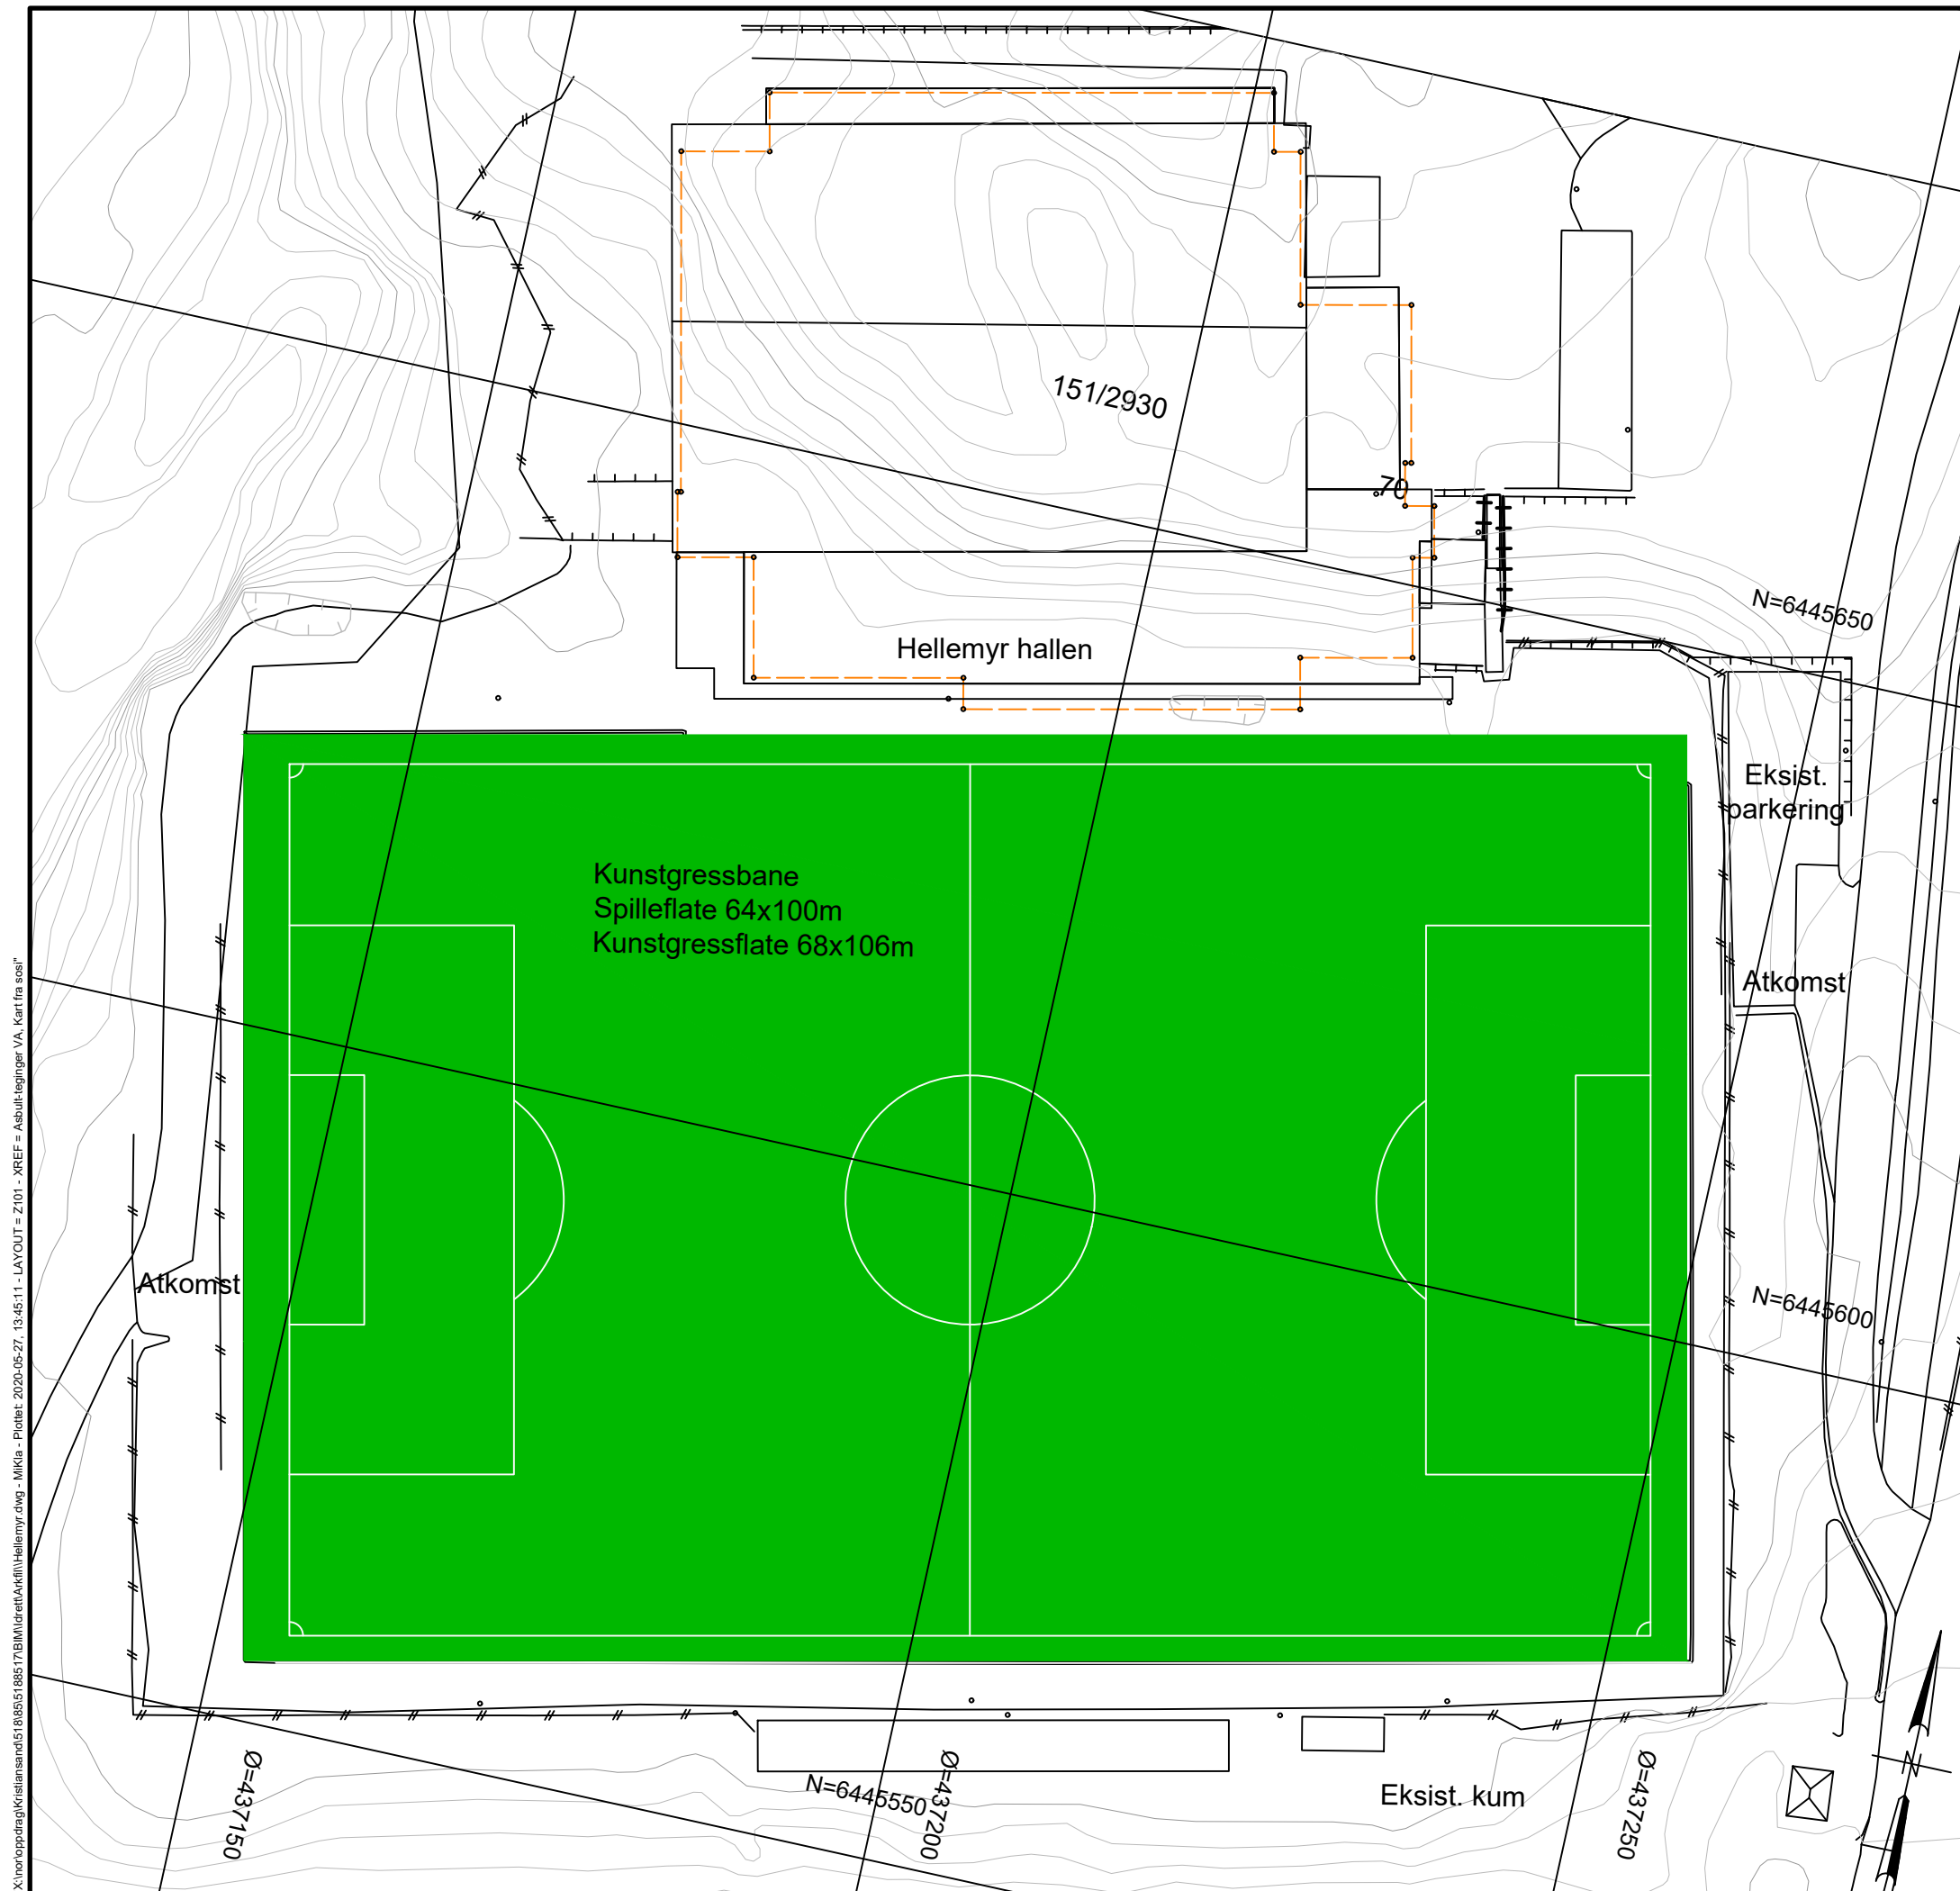 151/2930
70
N=6445650
Hellemyr hallen
Eksist.
parkering
Kunstgressbane
Spilleflate 64x100m
Kunstgressflate 68x106m
Atkomst
Atkomst
N=6445600
Ø=437150
N=6445550
Ø=437200
Eksist. kum
Ø=437250
N
X:\nor\oppdrag\Kristiansand\518\85\5188517\BIM\Idrett\Arkfil\Hellemyr.dwg - MiKla - Plottet: 2020-05-27, 13:45:11 - LAYOUT = Z101 - XREF = Asbuilt-teginger VA, Kart fra sosi"